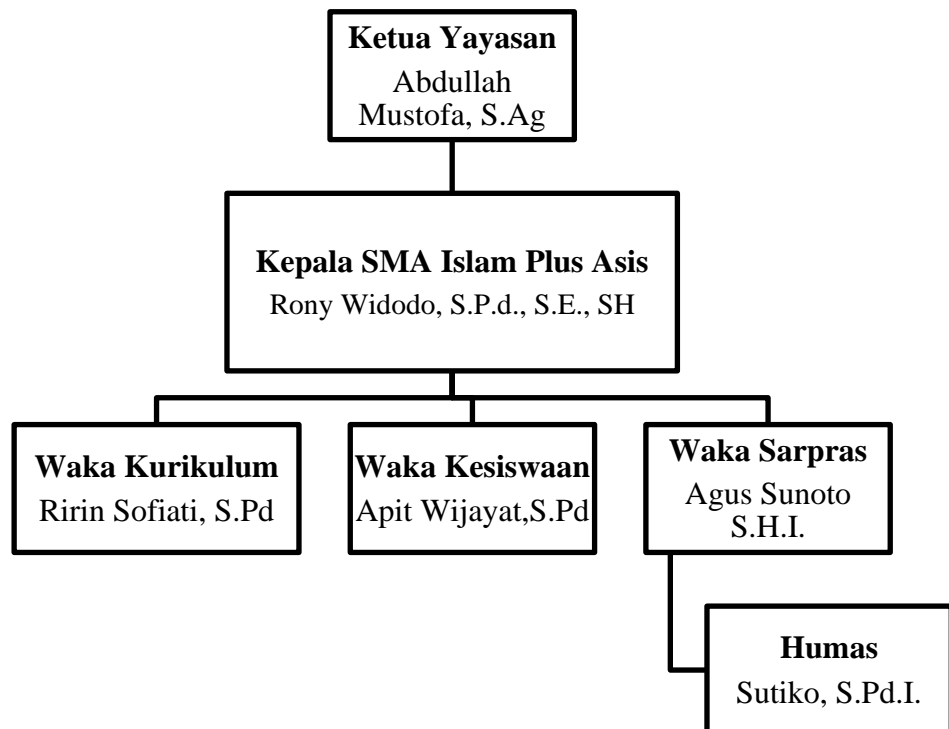 Ketua Yayasan
Abdullah
Mustofa, S.Ag
Kepala SMA Islam Plus Asis
Rony Widodo, S.P.d., S.E., SH
Waka Kurikulum
Ririn Sofiati, S.Pd
Waka Kesiswaan
Apit Wijayat,S.Pd
Waka Sarpras
Agus Sunoto
S.H.I.
Humas
Sutiko, S.Pd.I.